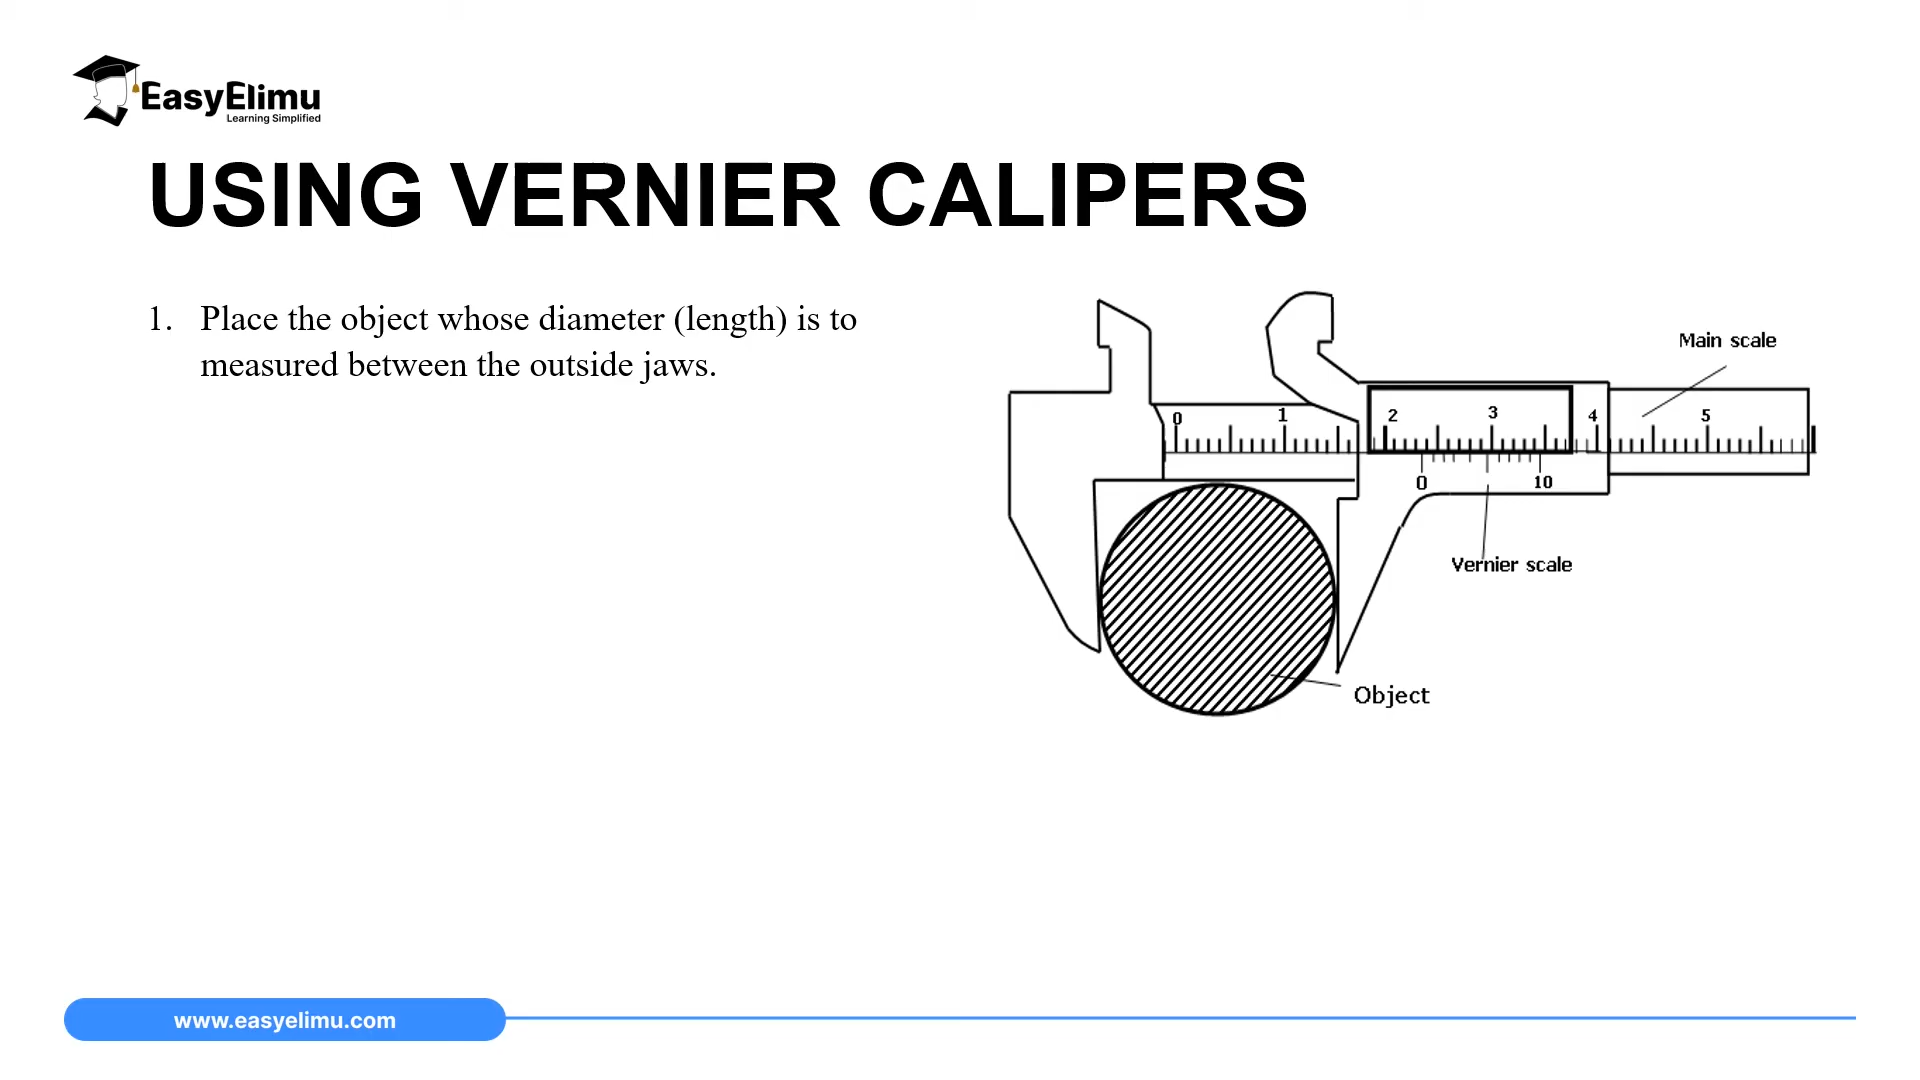 EasyElimu
Learning Simplified
USING VERNIER CALIPERS
1. Place the object whose diameter (length) is to
measured between the outside jaws.
Main scale
0 1 2 3 4 5
0 10
Vernier scale
Object
www.easyelimu.com